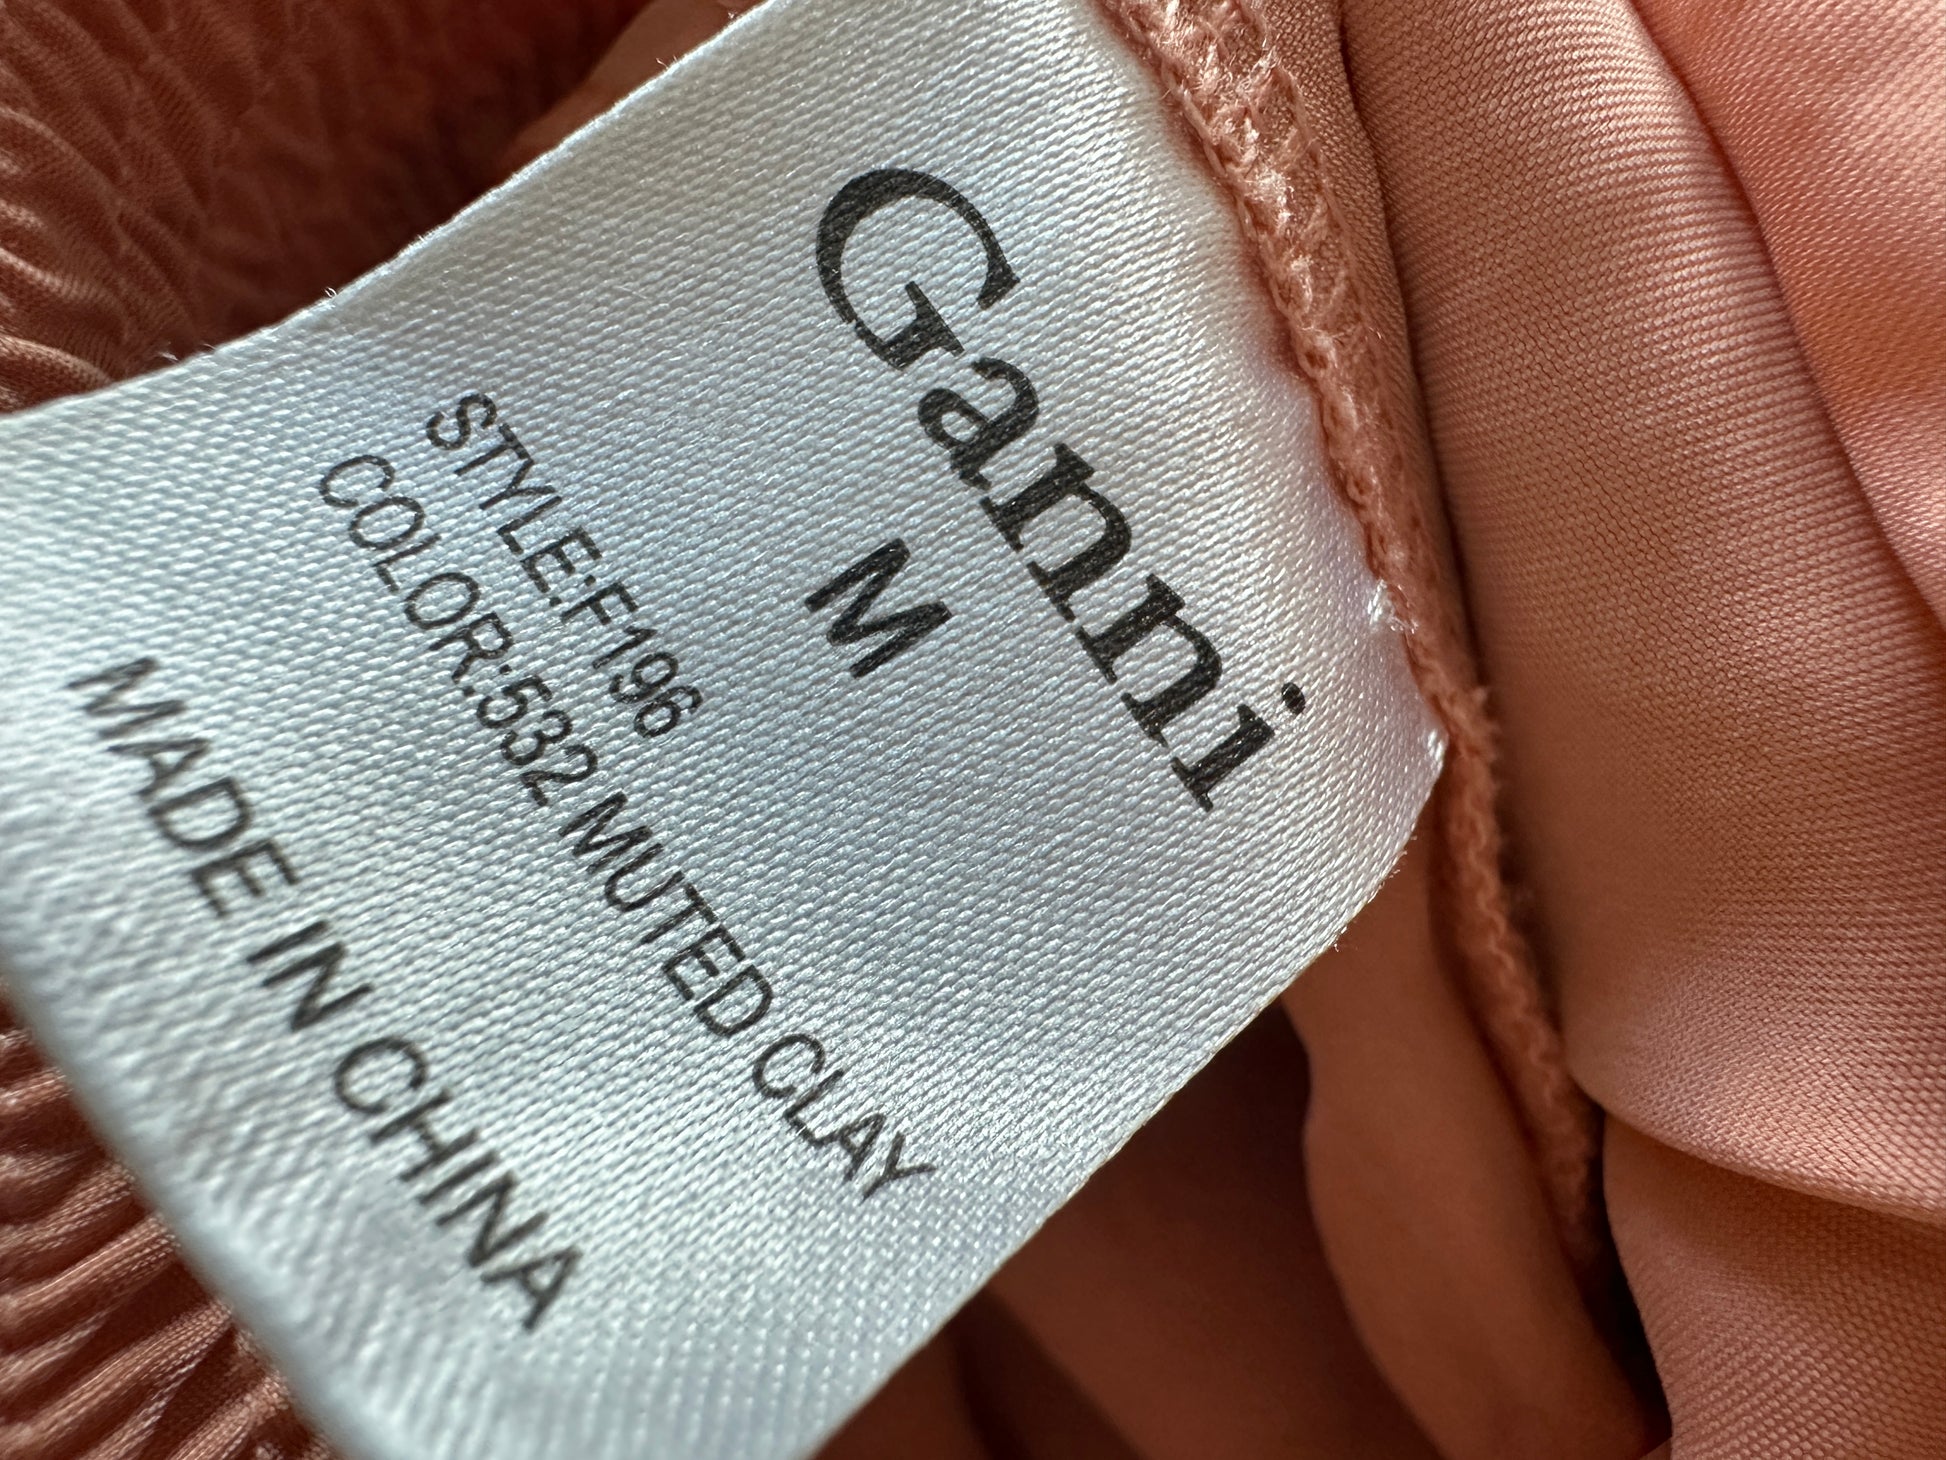 Ganni
M
STYLE:F196
COLOR:532 MUTED CLAY
MADE IN CHINA